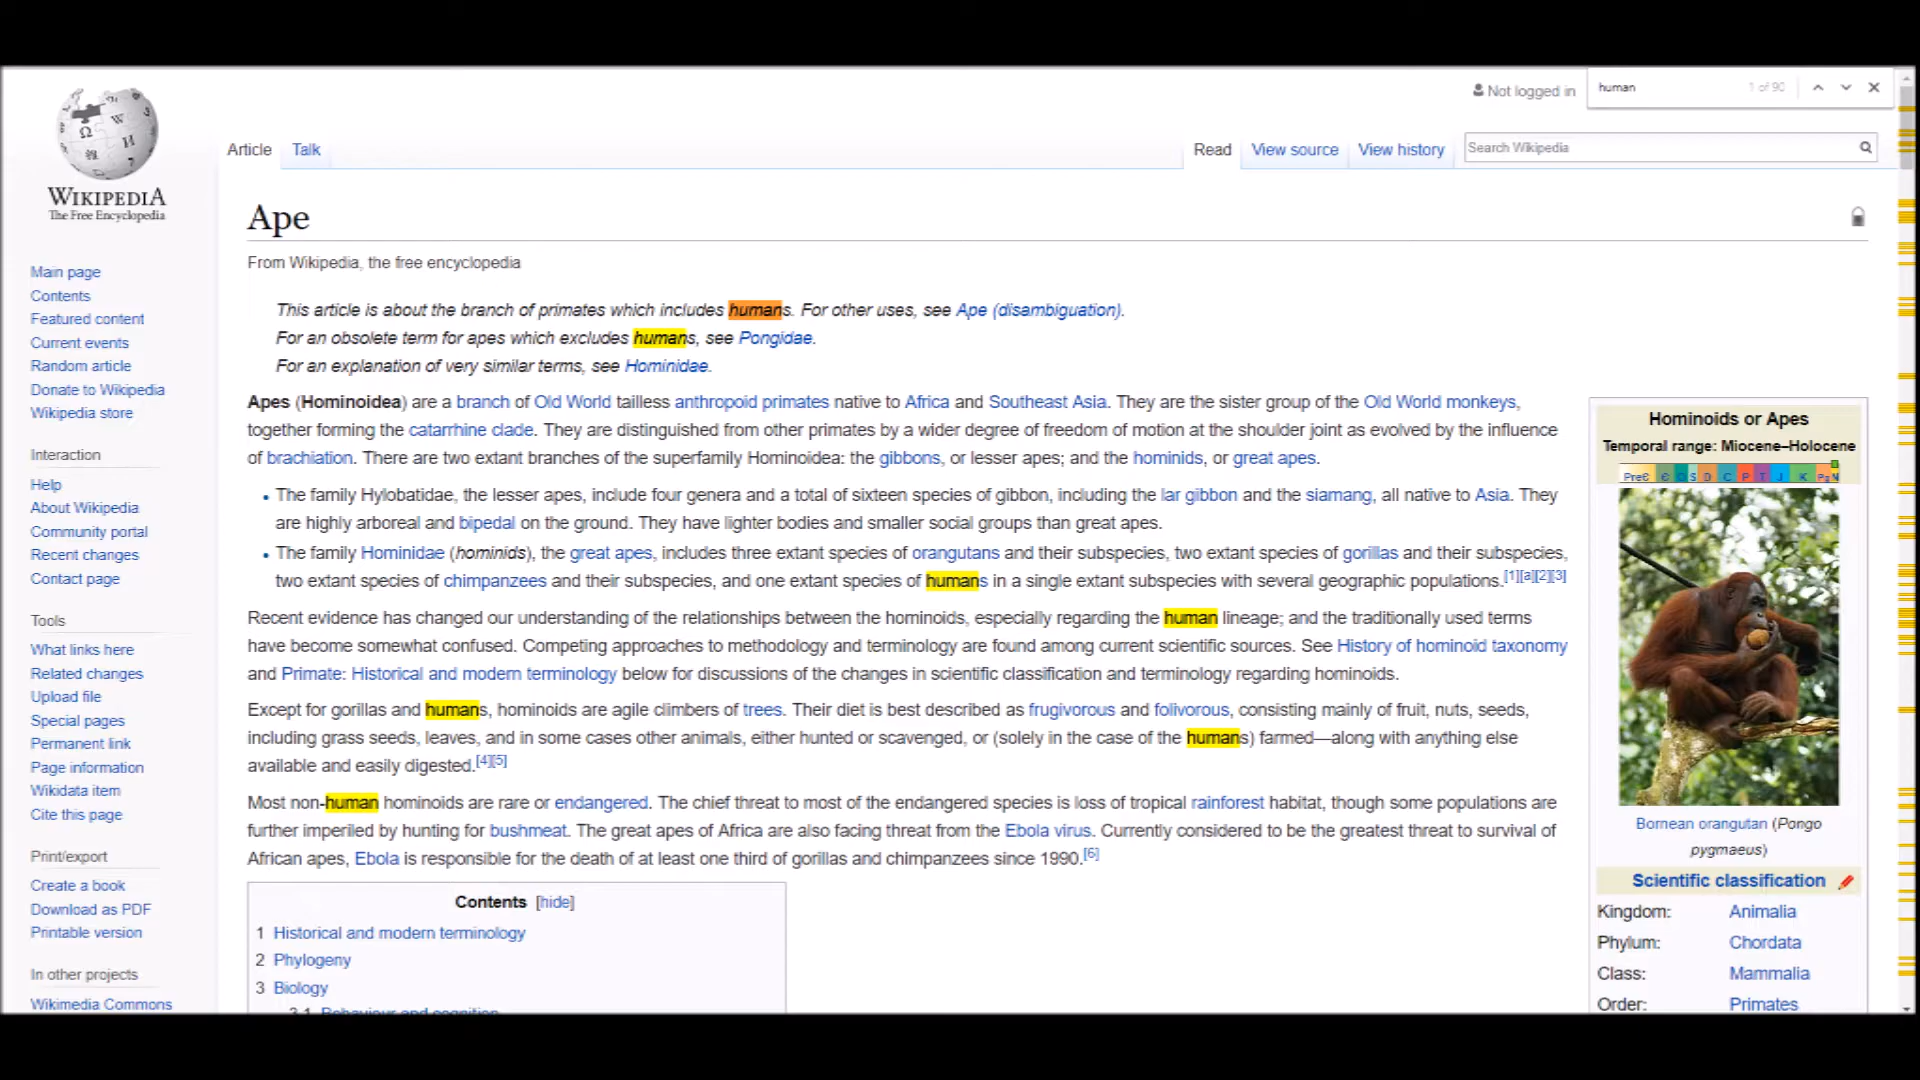 Not logged in
human
1 of 90
WIKIPEDIA
The Free Encyclopedia
Article
Talk
Read
View source
View history
Search Wikipedia
Main page
Contents
Featured content
Current events
Random article
Donate to Wikipedia
Wikipedia store
Interaction
Help
About Wikipedia
Community portal
Recent changes
Contact page
Tools
What links here
Related changes
Upload file
Special pages
Permanent link
Page information
Wikidata item
Cite this page
Print/export
Create a book
Download as PDF
Printable version
In other projects
Wikimedia Commons
Ape
From Wikipedia, the free encyclopedia
This article is about the branch of primates which includes humans. For other uses, see Ape (disambiguation).
For an obsolete term for apes which excludes humans, see Pongidae.
For an explanation of very similar terms, see Hominidae.
Apes (Hominoidea) are a branch of Old World tailless anthropoid primates native to Africa and Southeast Asia. They are the sister group of the Old World monkeys,
together forming the catarrhine clade. They are distinguished from other primates by a wider degree of freedom of motion at the shoulder joint as evolved by the influence
of brachiation. There are two extant branches of the superfamily Hominoidea: the gibbons, or lesser apes; and the hominids, or great apes.
• The family Hylobatidae, the lesser apes, include four genera and a total of sixteen species of gibbon, including the lar gibbon and the siamang, all native to Asia. They
are highly arboreal and bipedal on the ground. They have lighter bodies and smaller social groups than great apes.
• The family Hominidae (hominids), the great apes, includes three extant species of orangutans and their subspecies, two extant species of gorillas and their subspecies,
two extant species of chimpanzees and their subspecies, and one extant species of humans in a single extant subspecies with several geographic populations.[1][a][2][3]
Recent evidence has changed our understanding of the relationships between the hominoids, especially regarding the human lineage; and the traditionally used terms
have become somewhat confused. Competing approaches to methodology and terminology are found among current scientific sources. See History of hominoid taxonomy
and Primate: Historical and modern terminology below for discussions of the changes in scientific classification and terminology regarding hominoids.
Except for gorillas and humans, hominoids are agile climbers of trees. Their diet is best described as frugivorous and folivorous, consisting mainly of fruit, nuts, seeds,
including grass seeds, leaves, and in some cases other animals, either hunted or scavenged, or (solely in the case of the humans) farmed—along with anything else
available and easily digested.[4][5]
Most non-human hominoids are rare or endangered. The chief threat to most of the endangered species is loss of tropical rainforest habitat, though some populations are
further imperiled by hunting for bushmeat. The great apes of Africa are also facing threat from the Ebola virus. Currently considered to be the greatest threat to survival of
African apes, Ebola is responsible for the death of at least one third of gorillas and chimpanzees since 1990.[6]
Contents [hide]
1 Historical and modern terminology
2 Phylogeny
3 Biology
3.1 Behaviour and cognition
Hominoids or Apes
Temporal range: Miocene–Holocene
PreЄ Є O S D C P T J K Pg N
Bornean orangutan (Pongo
pygmaeus)
Scientific classification
Kingdom: Animalia
Phylum: Chordata
Class: Mammalia
Order: Primates